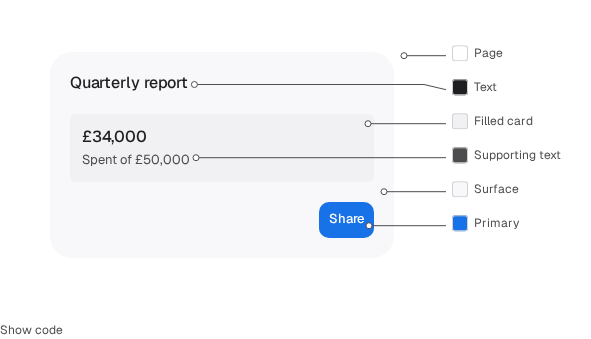 Page
Quarterly report
Text
Filled card
£34,000
Spent of £50,000
Supporting text
Surface
Share
Primary
Show code